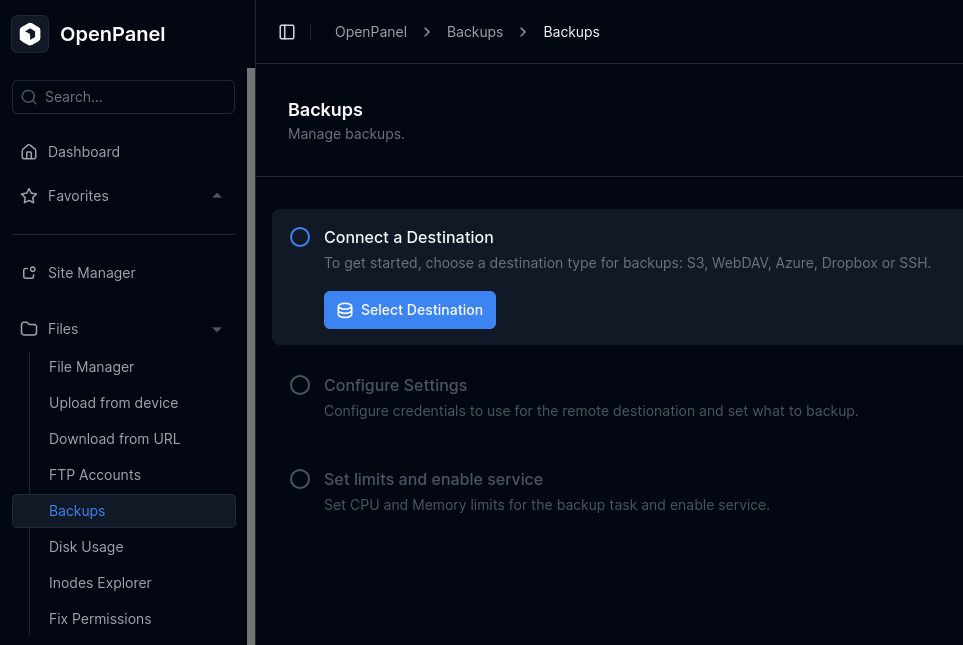 OpenPanel
OpenPanel Backups Backups
Search...
Dashboard
Favorites
Site Manager
Files
File Manager
Upload from device
Download from URL
FTP Accounts
Backups
Disk Usage
Inodes Explorer
Fix Permissions
Backups
Manage backups.
Connect a Destination
To get started, choose a destination type for backups: S3, WebDAV, Azure, Dropbox or SSH.
Select Destination
Configure Settings
Configure credentials to use for the remote destionation and set what to backup.
Set limits and enable service
Set CPU and Memory limits for the backup task and enable service.